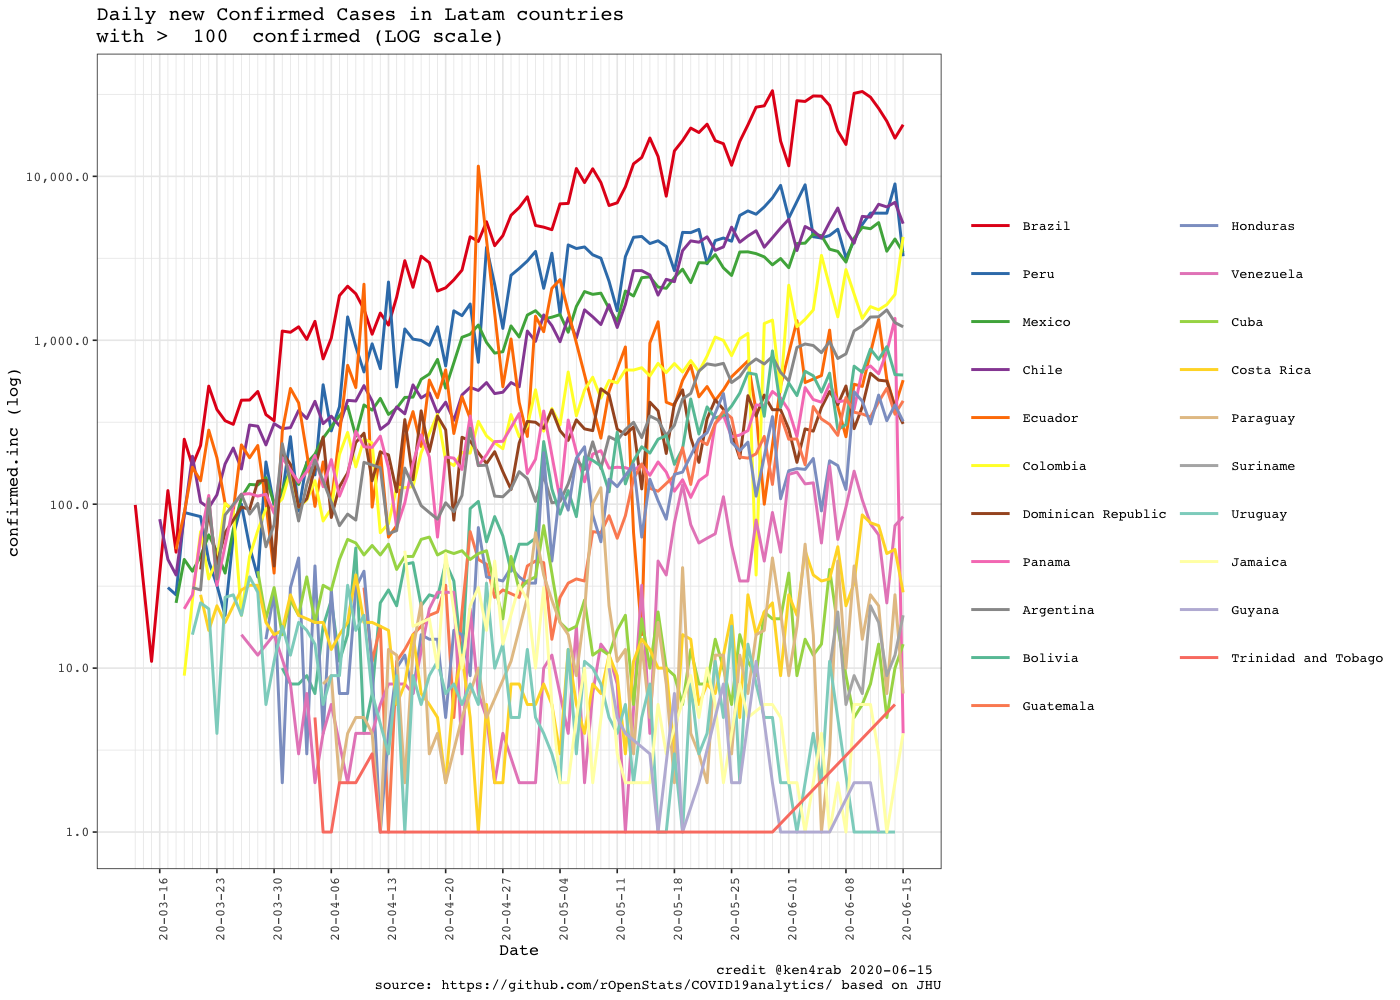 Daily new Confirmed Cases in Latam countries
with >  100  confirmed (LOG scale)
confirmed.inc (log)
10,000.0
1,000.0
100.0
10.0
1.0
20-03-16
20-03-23
20-03-30
20-04-06
20-04-13
20-04-20
20-04-27
20-05-04
20-05-11
20-05-18
20-05-25
20-06-01
20-06-08
20-06-15
Date
Brazil
Peru
Mexico
Chile
Ecuador
Colombia
Dominican Republic
Panama
Argentina
Bolivia
Guatemala
Honduras
Venezuela
Cuba
Costa Rica
Paraguay
Suriname
Uruguay
Jamaica
Guyana
Trinidad and Tobago
credit @ken4rab 2020-06-15
source: https://github.com/rOpenStats/COVID19analytics/ based on JHU